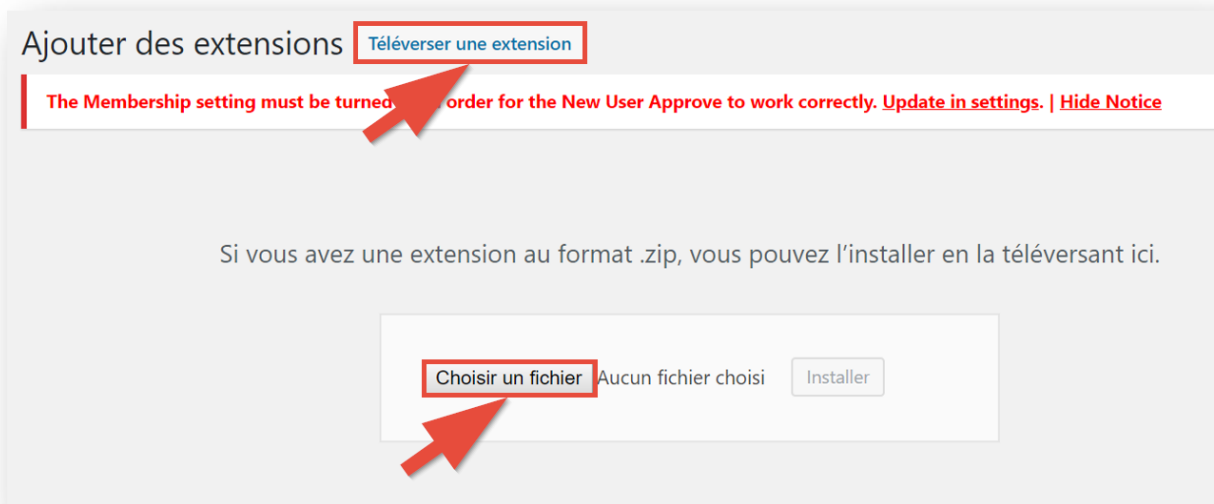 Ajouter des extensions Téléverser une extension
The Membership setting must be turned order for the New User Approve to work correctly. Update in settings. | Hide Notice
Si vous avez une extension au format .zip, vous pouvez l’installer en la téléversant ici.
Choisir un fichier Aucun fichier choisi Installer